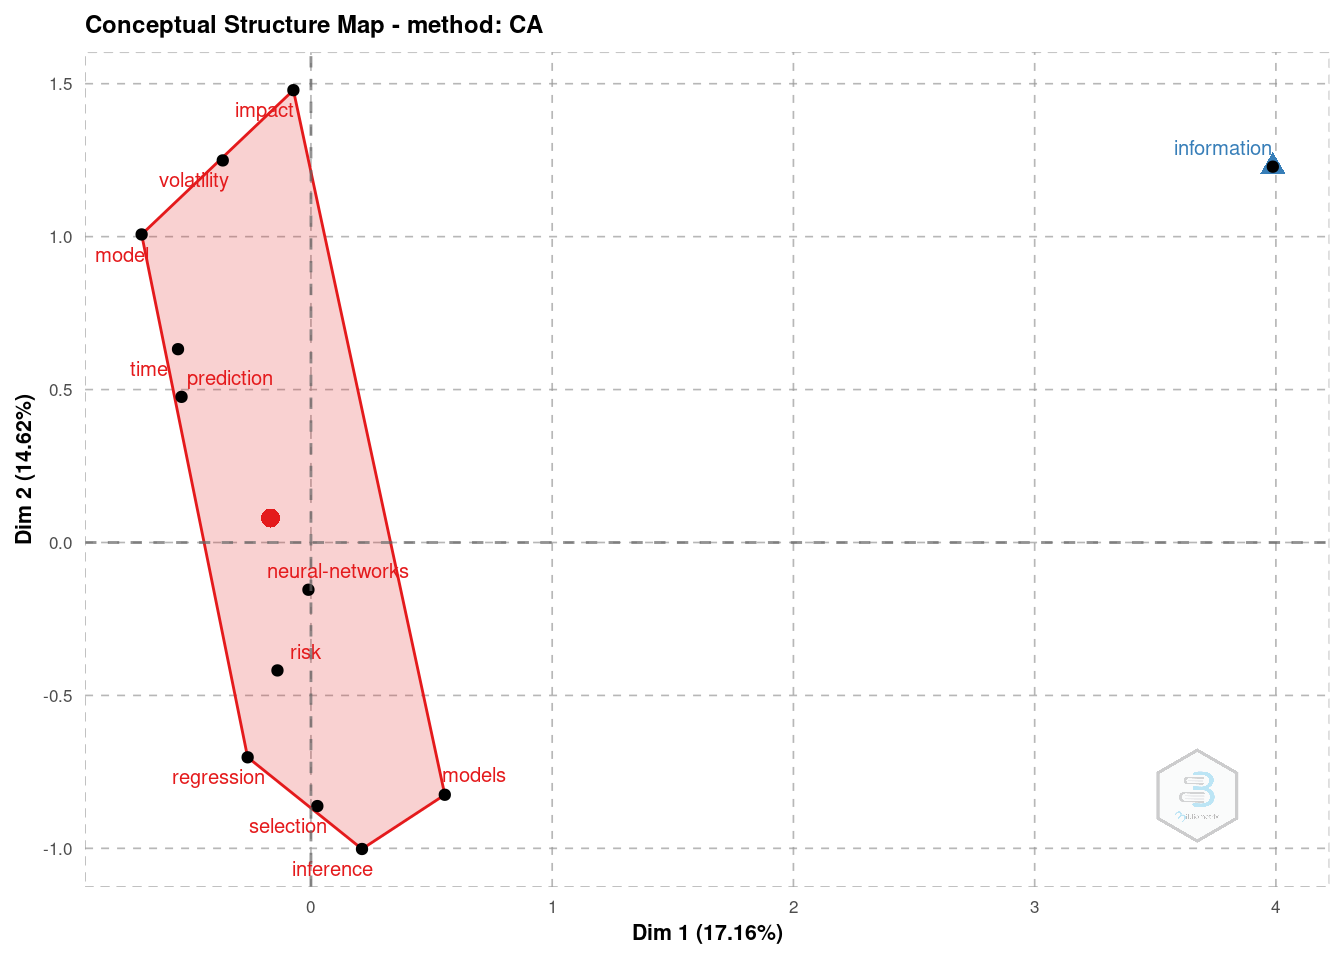 Conceptual Structure Map - method: CA
1.5
1.0
0.5
0.0
-0.5
-1.0
Dim 2 (14.62%)
impact
information
volatility
model
time
prediction
neural-networks
risk
regression
models
selection
inference
0
1
2
3
4
Dim 1 (17.16%)